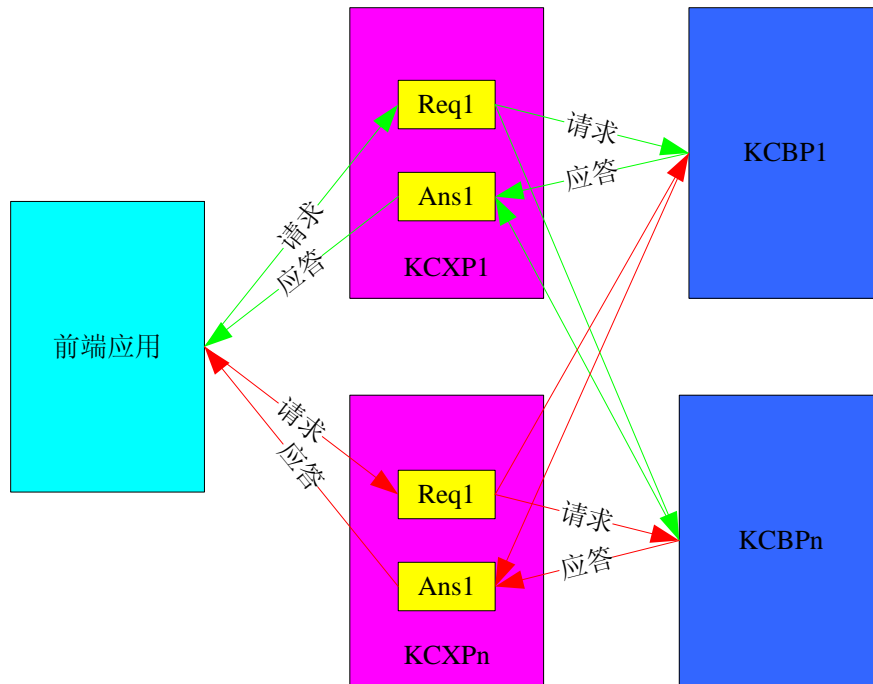 前端应用
请求
应答
请求
应答
Req1
Ans1
KCXP1
请求
应答
KCBP1
Req1
Ans1
KCXPn
请求
应答
KCBPn